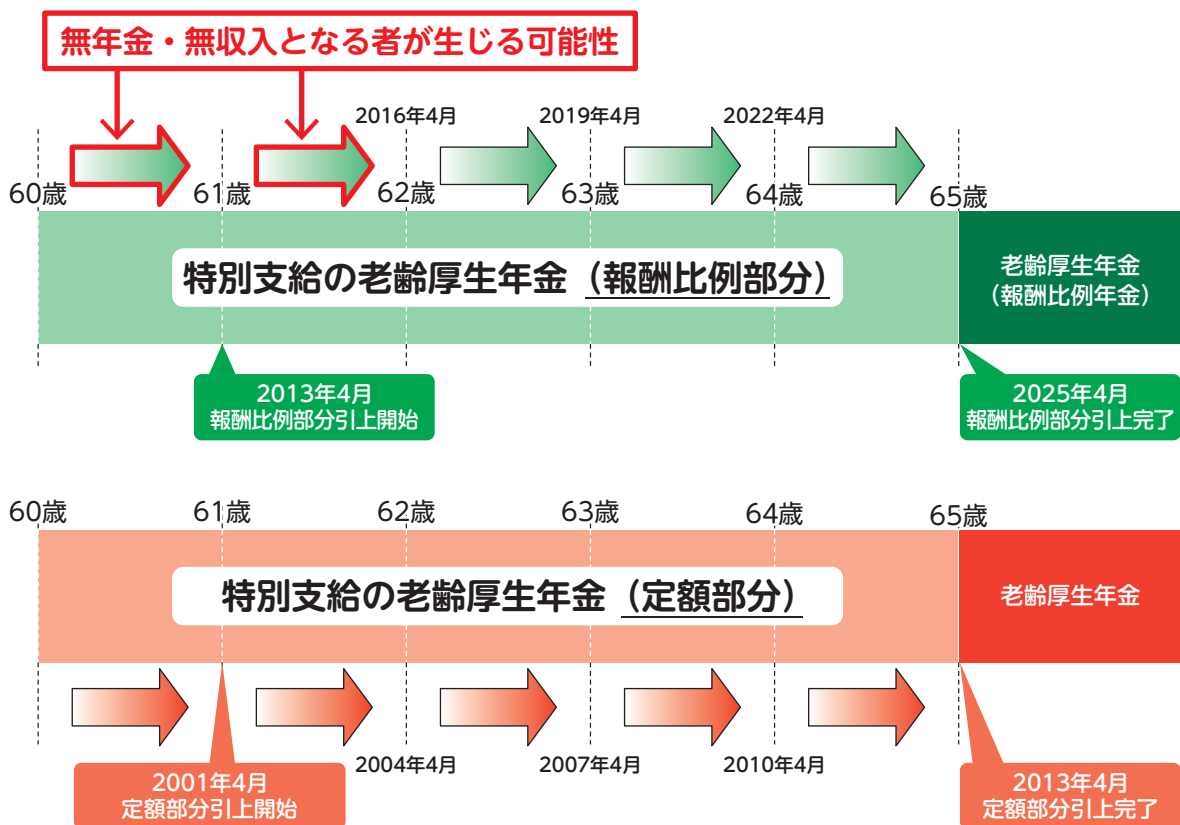 無年金・無収入となる者が生じる可能性
2016年4月 2019年4月 2022年4月
60歳 61歳 62歳 63歳 64歳 65歳
特別支給の老齢厚生年金（報酬比例部分）
老齢厚生年金
（報酬比例年金）
2013年4月
報酬比例部分引上開始
2025年4月
報酬比例部分引上完了
60歳 61歳 62歳 63歳 64歳 65歳
特別支給の老齢厚生年金（定額部分）
老齢厚生年金
2004年4月 2007年4月 2010年4月
2001年4月
定額部分引上開始
2013年4月
定額部分引上完了